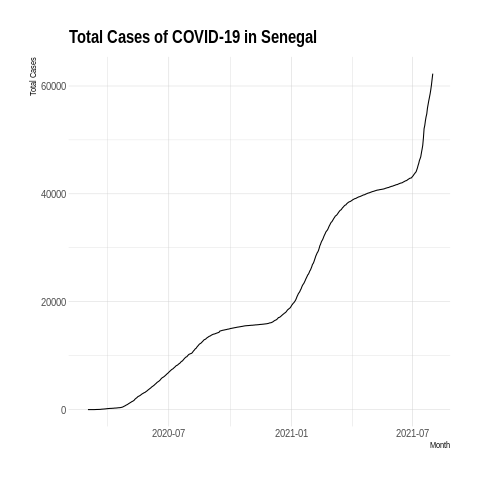 Total Cases of COVID-19 in Senegal
Total Cases
60000
40000
20000
0
2020-07
2021-01
2021-07
Month